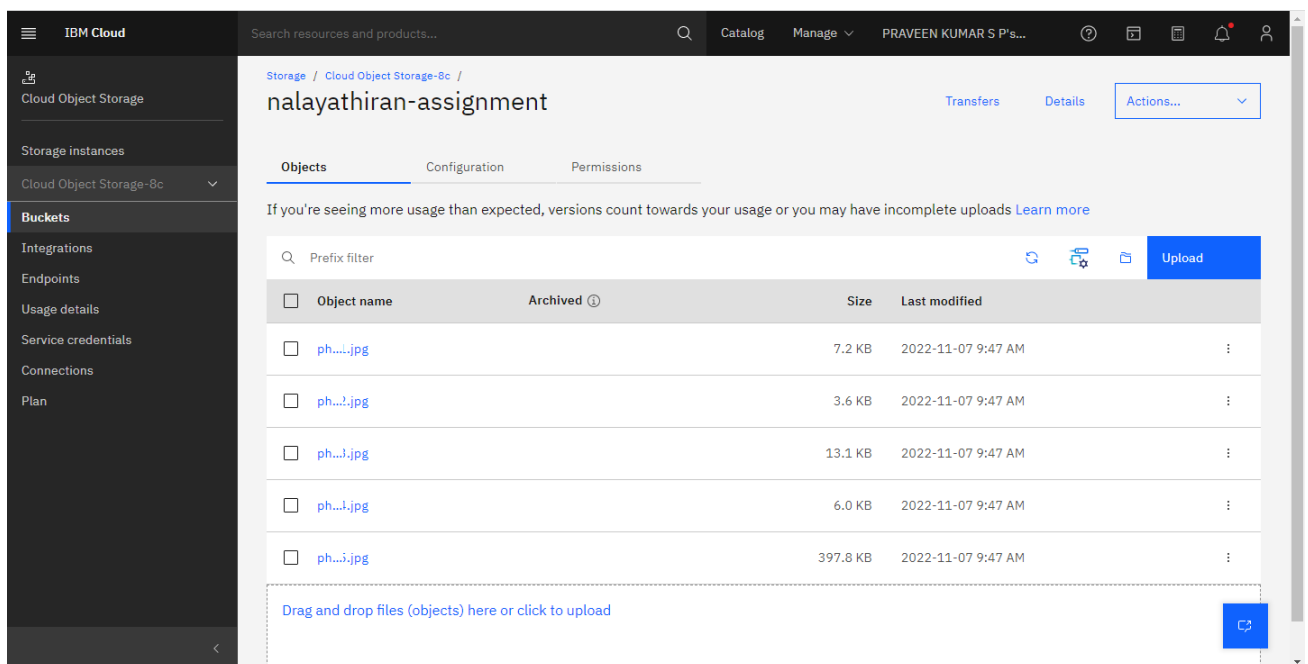 IBM Cloud
Search resources and products...
Catalog
Manage
PRAVEEN KUMAR S P's...
Cloud Object Storage
Storage instances
Cloud Object Storage-8c
Buckets
Integrations
Endpoints
Usage details
Service credentials
Connections
Plan
Storage / Cloud Object Storage-8c /
nalayathiran-assignment
Transfers
Details
Actions...
Objects
Configuration
Permissions
If you're seeing more usage than expected, versions count towards your usage or you may have incomplete uploads Learn more
Prefix filter
Upload
Object name Archived Size Last modified
7.2 KB 2022-11-07 9:47 AM
3.6 KB 2022-11-07 9:47 AM
13.1 KB 2022-11-07 9:47 AM
6.0 KB 2022-11-07 9:47 AM
397.8 KB 2022-11-07 9:47 AM
Drag and drop files (objects) here or click to upload